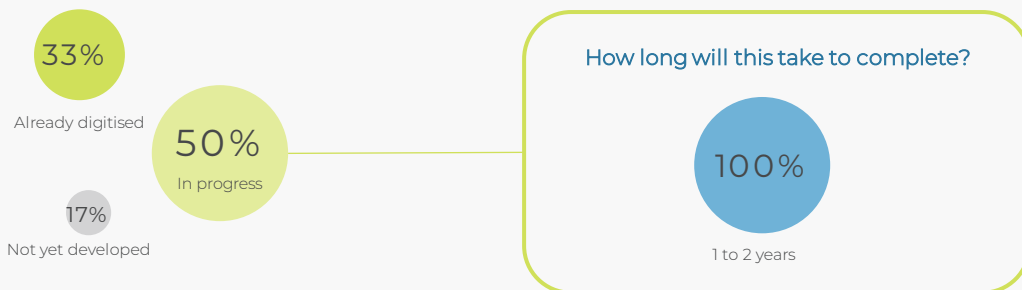 33%
Already digitised
50%
In progress
17%
Not yet developed
How long will this take to complete?
100%
1 to 2 years